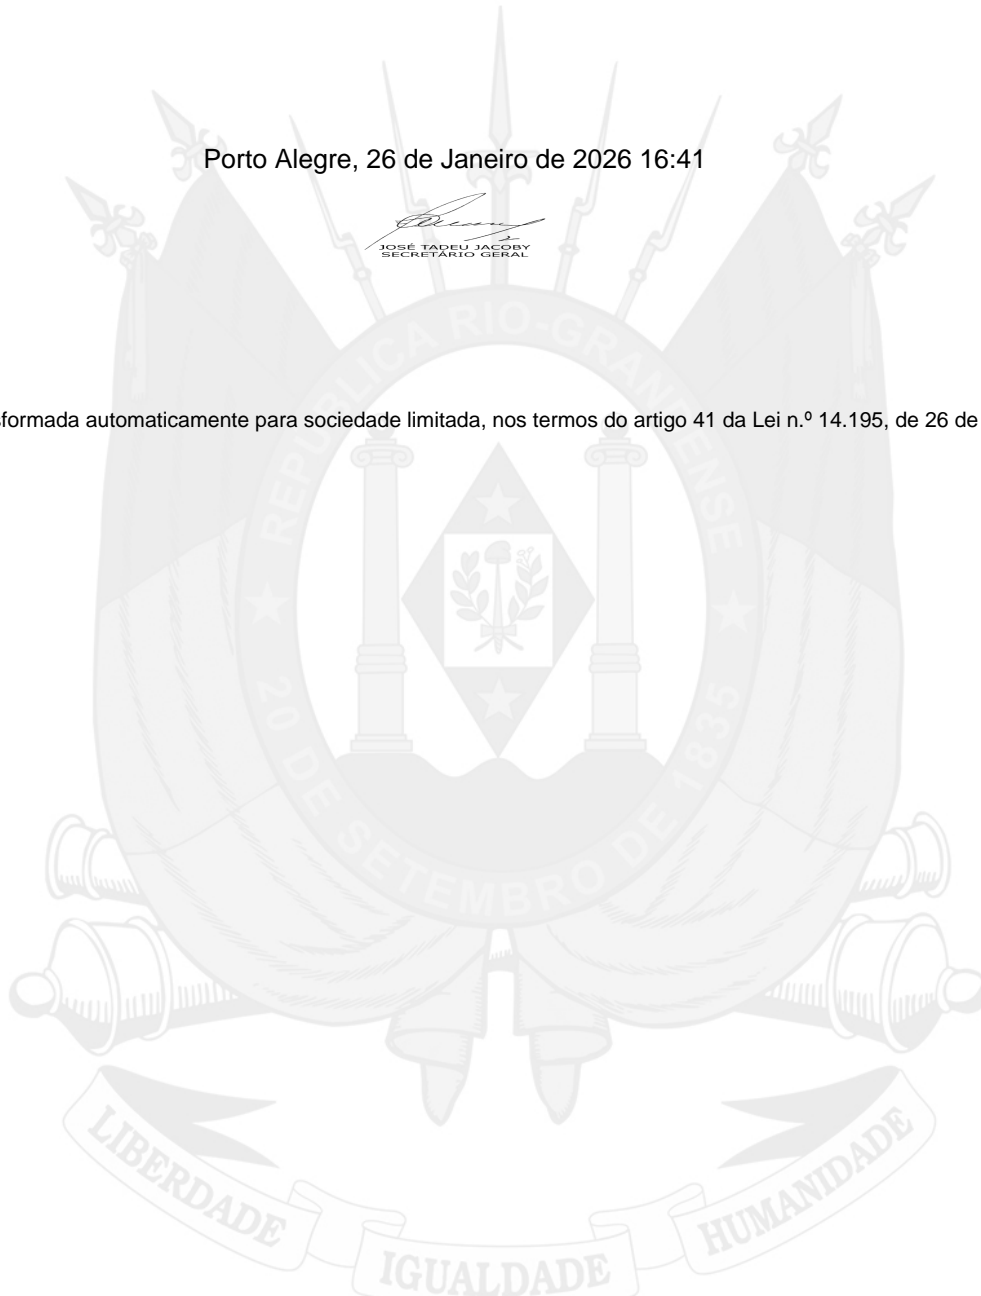 Porto Alegre, 26 de Janeiro de 2026 16:41
JOSÉ TADEU JACOBY
SECRETÁRIO GERAL
REPUBLICA RIO-GRANDENSE
formada automaticamente para sociedade limitada, nos termos do artigo 41 da Lei n.º 14.195, de 26 de
20 DE SETEMBRO DE 1835
LIBERDADE
IGUALDADE
HUMANIDADE